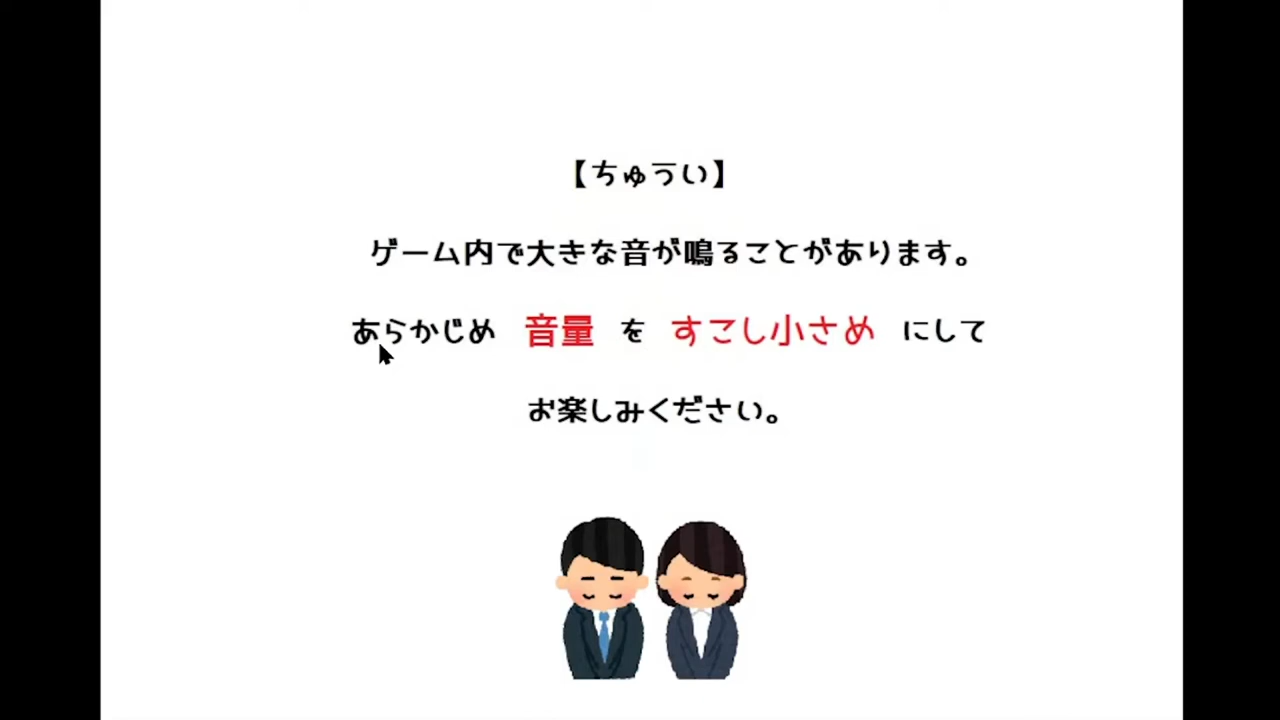 【ちゅうい】
ゲーム内で大きな音が鳴ることがあります。
あらかじめ 音量 を すこし小さめ にして
お楽しみください。